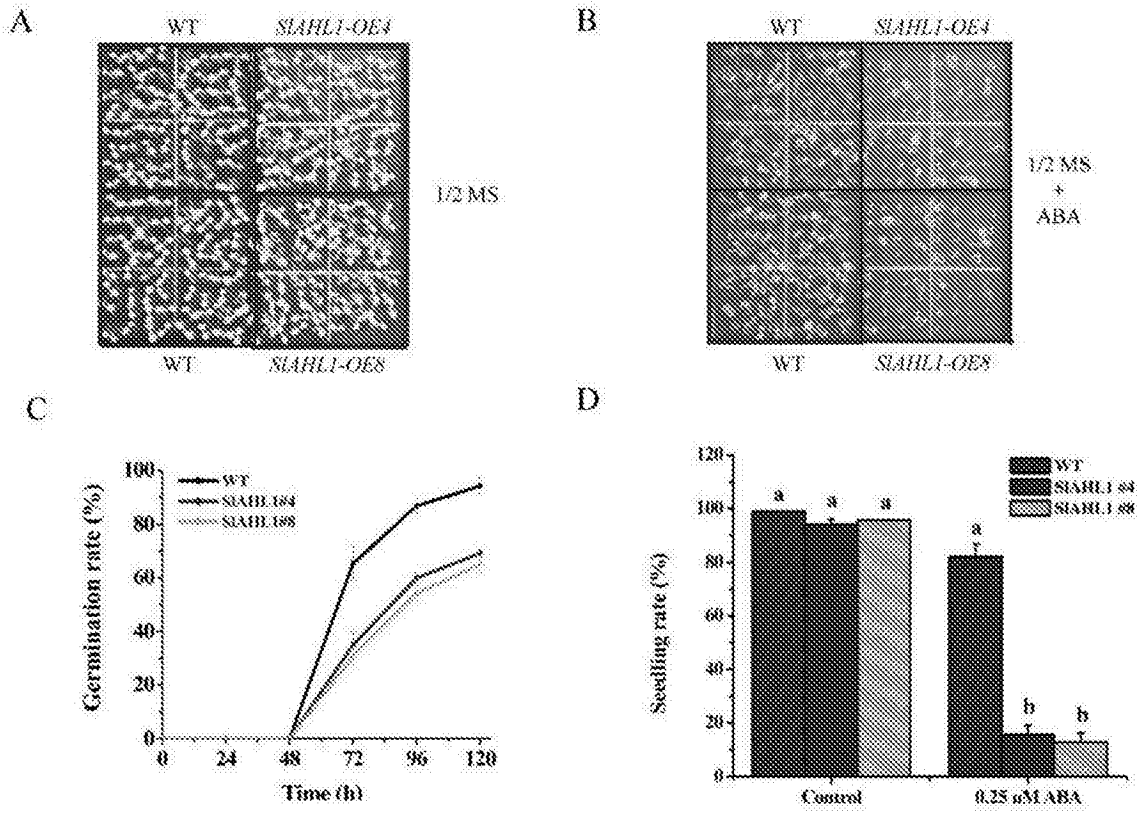 A
WT SlAHL1-OE4
1/2 MS
WT SlAHL1-OE8
B
WT SlAHL1-OE4
1/2 MS
+
ABA
WT SlAHL1-OE8
C
Germination rate (%)
100
80
60
40
20
0
WT
SlAHL1#4
SlAHL1#8
0 24 48 72 96 120
Time (h)
D
Seedling rate (%)
120
100
80
60
40
20
0
WT
SlAHL1 #4
SlAHL1 #8
a a a
a
b b
Control 0.25 uM ABA